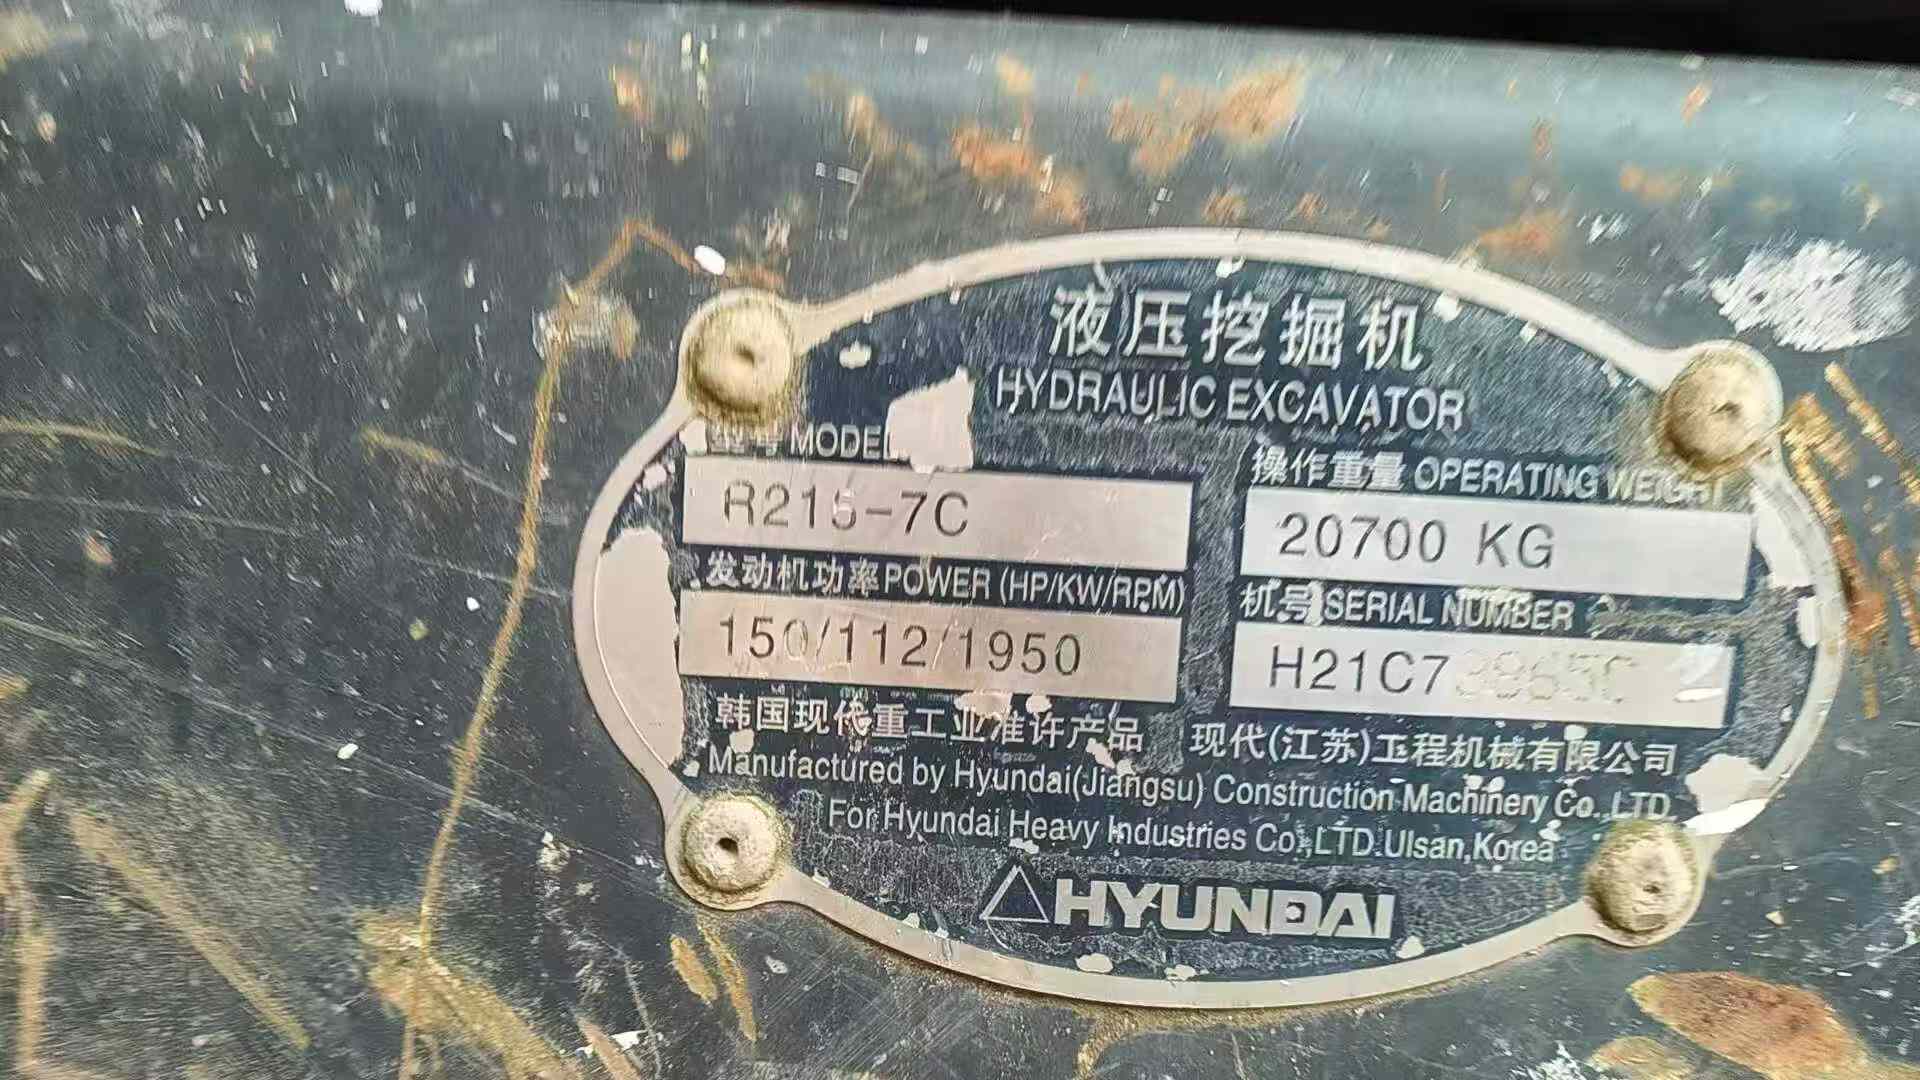 液压挖掘机
HYDRAULIC EXCAVATOR
型号 MODEL
R215-7C
操作重量 OPERATING WEIGHT
20700 KG
发动机功率 POWER (HP/KW/RPM)
150/112/1950
机号 SERIAL NUMBER
H21C7
韩国现代重工业准许产品 现代(江苏)工程机械有限公司
Manufactured by Hyundai(Jiangsu) Construction Machinery Co.,LTD.
For Hyundai Heavy Industries Co.,LTD.Ulsan,Korea
HYUNDAI